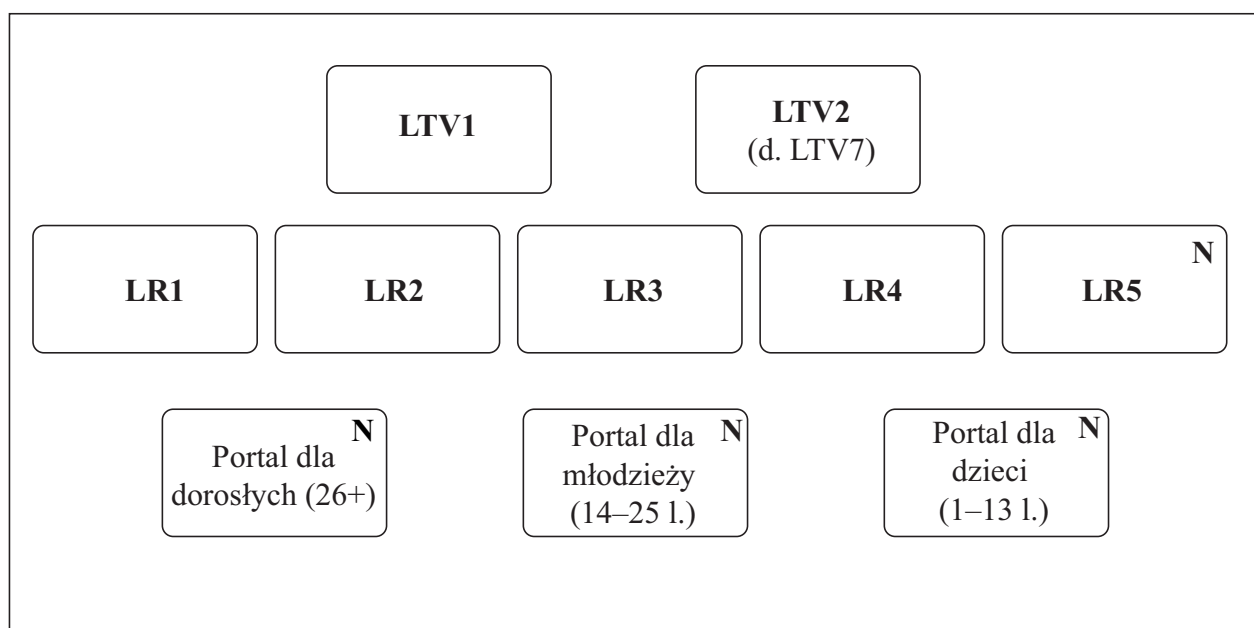 LTV1
LTV2
(d. LTV7)
LR1
LR2
LR3
LR4
N
LR5
N
Portal dla
dorosłych (26+)
N
Portal dla
młodzieży
(14–25 l.)
N
Portal dla
dzieci
(1–13 l.)